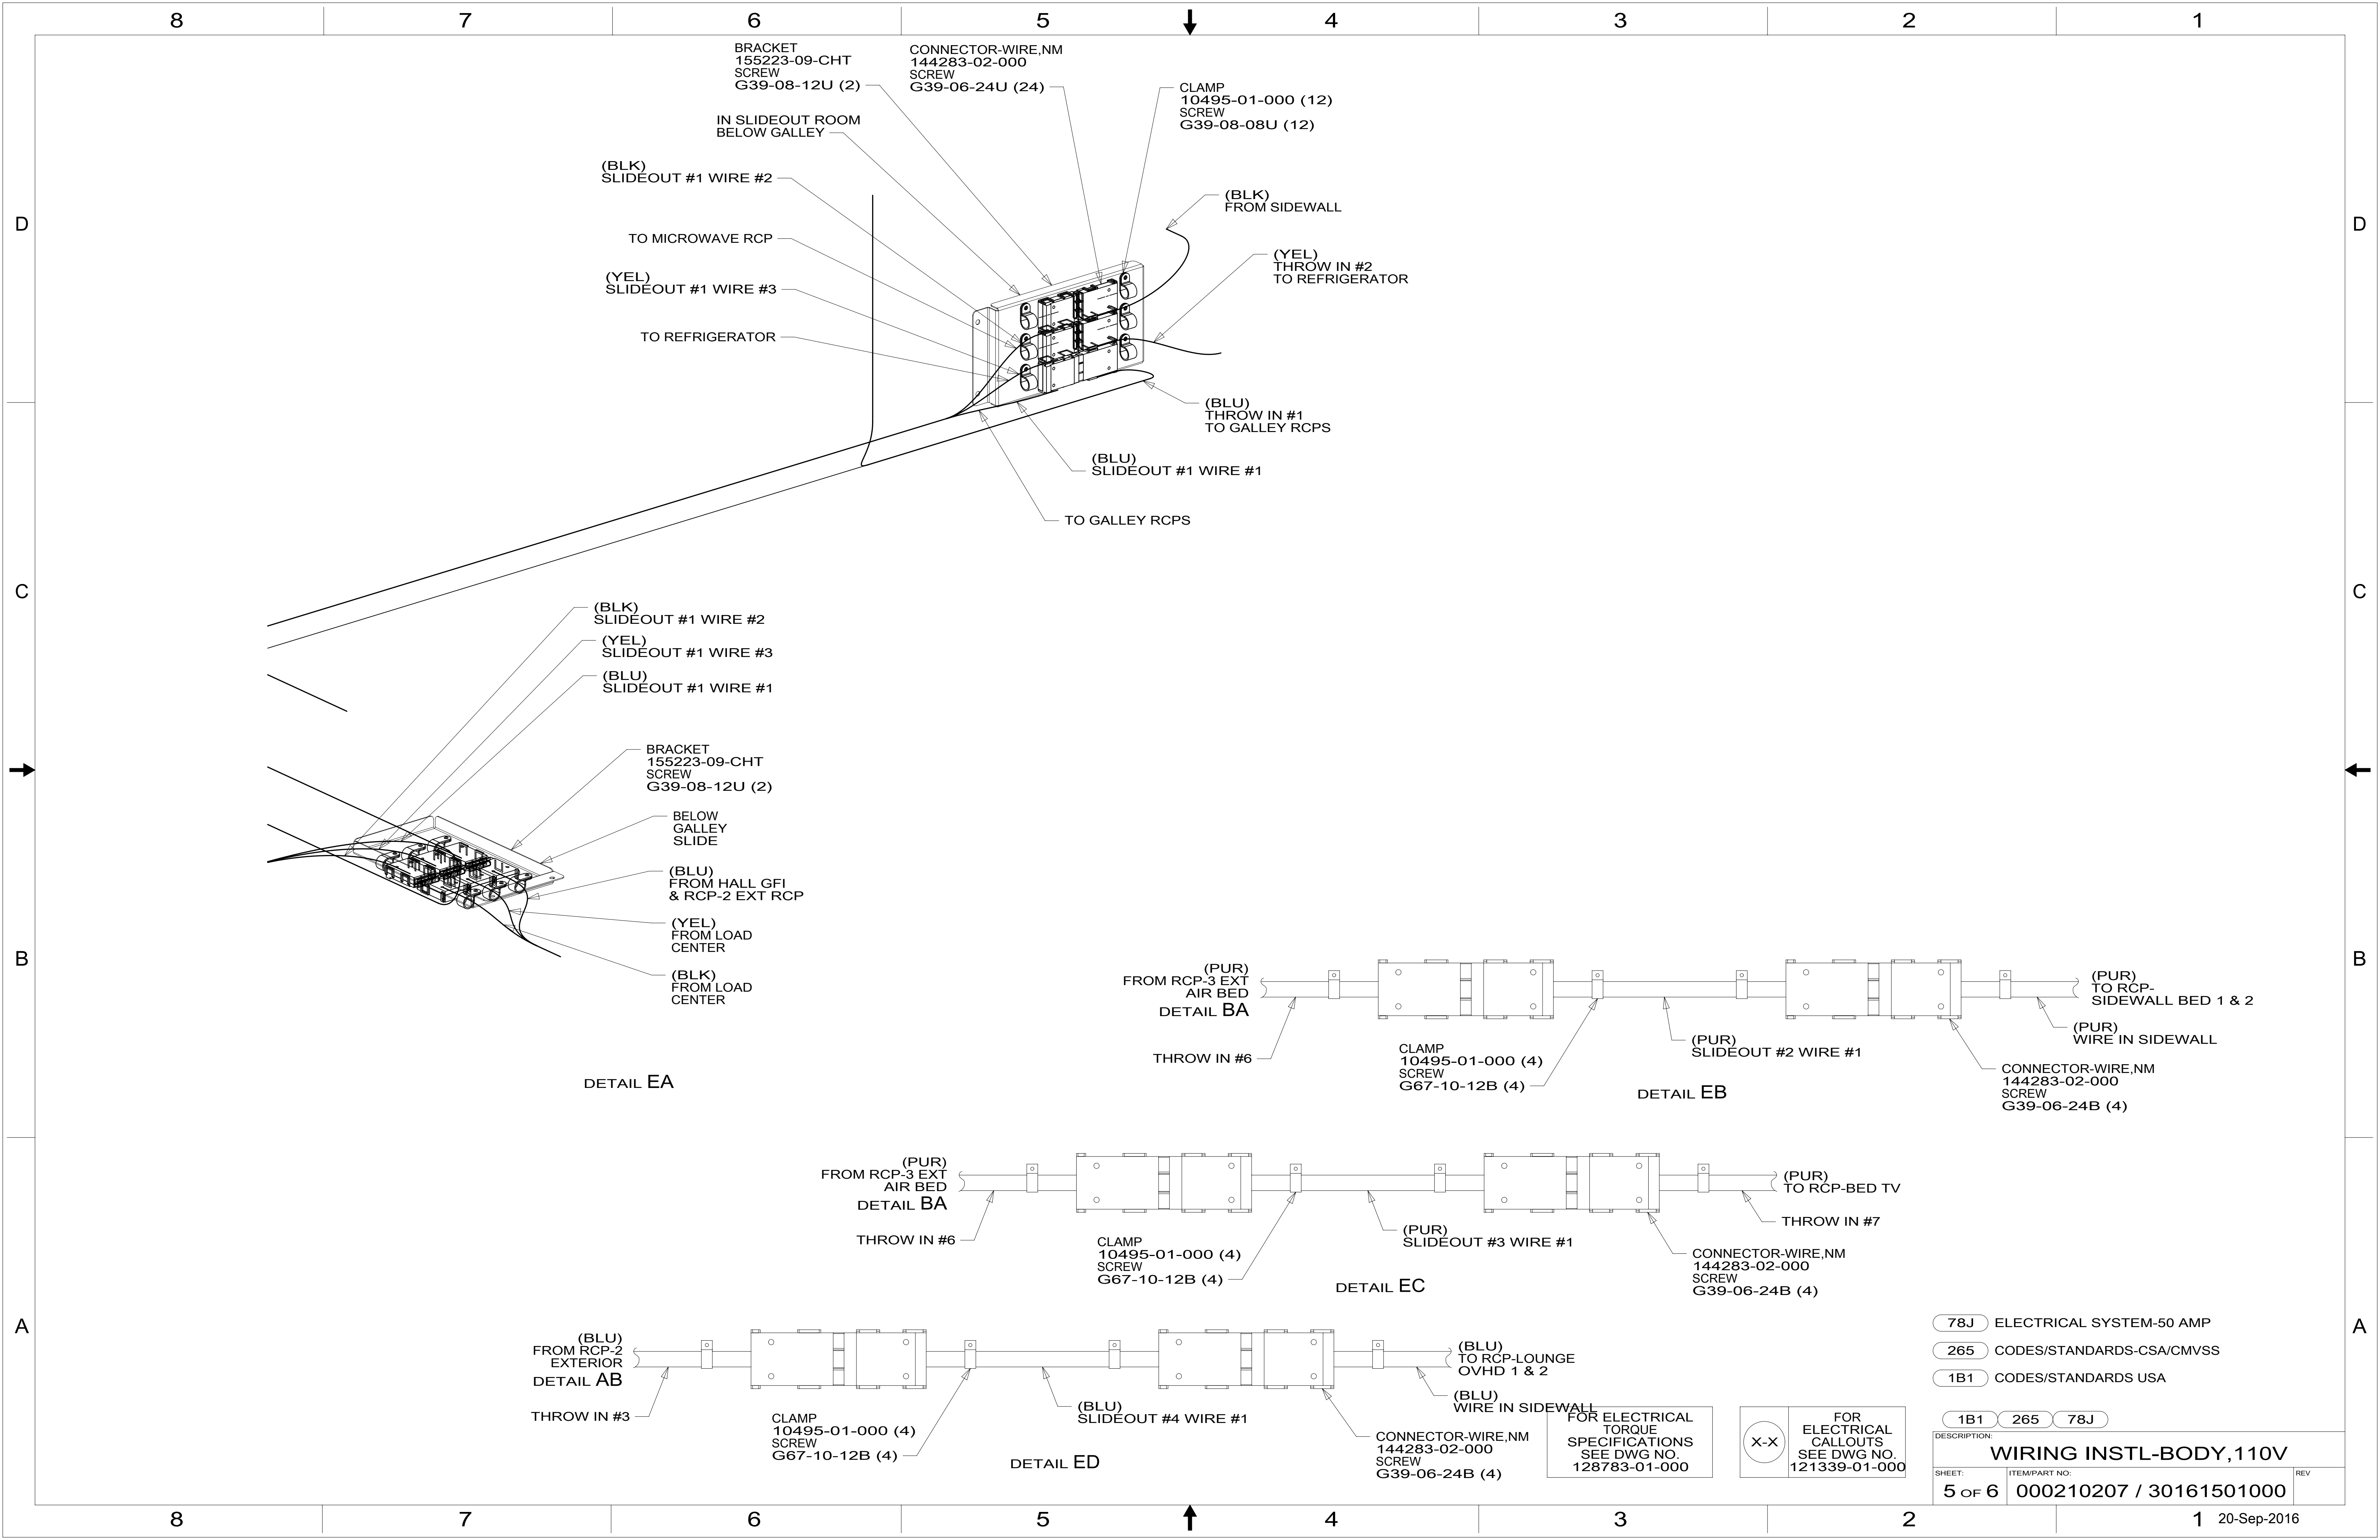 8 7 6 5 4 3 2 1
BRACKET
155223-09-CHT
SCREW
G39-08-12U (2)
CONNECTOR-WIRE,NM
144283-02-000
SCREW
G39-06-24U (24)
CLAMP
10495-01-000 (12)
SCREW
G39-08-08U (12)
IN SLIDEOUT ROOM
BELOW GALLEY
(BLK)
SLIDEOUT #1 WIRE #2
(BLK)
FROM SIDEWALL
D
D
TO MICROWAVE RCP
(YEL)
THROW IN #2
TO REFRIGERATOR
(YEL)
SLIDEOUT #1 WIRE #3
TO REFRIGERATOR
(BLU)
THROW IN #1
TO GALLEY RCPS
(BLU)
SLIDEOUT #1 WIRE #1
TO GALLEY RCPS
C
C
(BLK)
SLIDEOUT #1 WIRE #2
(YEL)
SLIDEOUT #1 WIRE #3
(BLU)
SLIDEOUT #1 WIRE #1
BRACKET
155223-09-CHT
SCREW
G39-08-12U (2)
BELOW
GALLEY
SLIDE
(BLU)
FROM HALL GFI
& RCP-2 EXT RCP
(YEL)
FROM LOAD
CENTER
(BLK)
FROM LOAD
CENTER
DETAIL EA
B
B
(PUR)
FROM RCP-3 EXT
AIR BED
DETAIL BA
THROW IN #6
CLAMP
10495-01-000 (4)
SCREW
G67-10-12B (4)
(PUR)
SLIDEOUT #2 WIRE #1
(PUR)
TO RCP-
SIDEWALL BED 1 & 2
(PUR)
WIRE IN SIDEWALL
CONNECTOR-WIRE,NM
144283-02-000
SCREW
G39-06-24B (4)
DETAIL EB
(PUR)
FROM RCP-3 EXT
AIR BED
DETAIL BA
THROW IN #6
CLAMP
10495-01-000 (4)
SCREW
G67-10-12B (4)
(PUR)
SLIDEOUT #3 WIRE #1
(PUR)
TO RCP-BED TV
THROW IN #7
CONNECTOR-WIRE,NM
144283-02-000
SCREW
G39-06-24B (4)
DETAIL EC
A
A
(BLU)
FROM RCP-2
EXTERIOR
DETAIL AB
THROW IN #3
CLAMP
10495-01-000 (4)
SCREW
G67-10-12B (4)
(BLU)
SLIDEOUT #4 WIRE #1
(BLU)
TO RCP-LOUNGE
OVHD 1 & 2
(BLU)
WIRE IN SIDEWALL
CONNECTOR-WIRE,NM
144283-02-000
SCREW
G39-06-24B (4)
DETAIL ED
FOR ELECTRICAL
TORQUE
SPECIFICATIONS
SEE DWG NO.
128783-01-000
X-X
FOR
ELECTRICAL
CALLOUTS
SEE DWG NO.
121339-01-000
78J ELECTRICAL SYSTEM-50 AMP
265 CODES/STANDARDS-CSA/CMVSS
1B1 CODES/STANDARDS USA
1B1 265 78J
DESCRIPTION:
WIRING INSTL-BODY,110V
SHEET:
5 OF 6
ITEM/PART NO:
000210207 / 30161501000
REV
8 7 6 5 4 3 2 1
20-Sep-2016